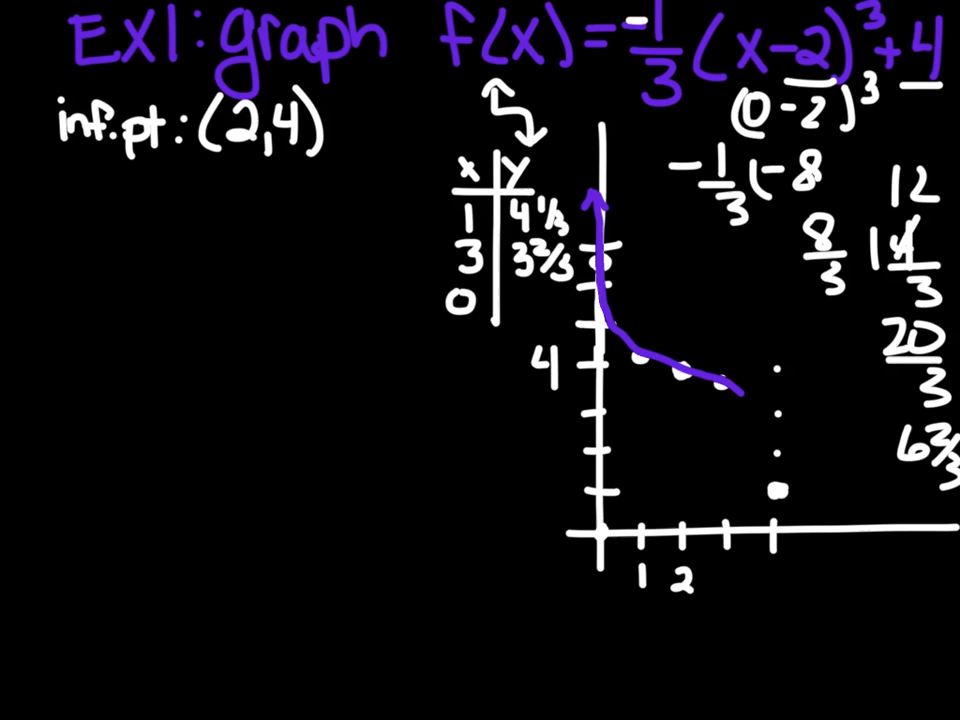 EX1: graph f(x) = -1/3 (x-2)³ + 4
inf. pt: (2,4)
(0-2)³
-1/3 (-8
x y
1 4 1/3
3 3 2/3
0
8/3
12
14/3
20/3
6 2/3
4
1 2